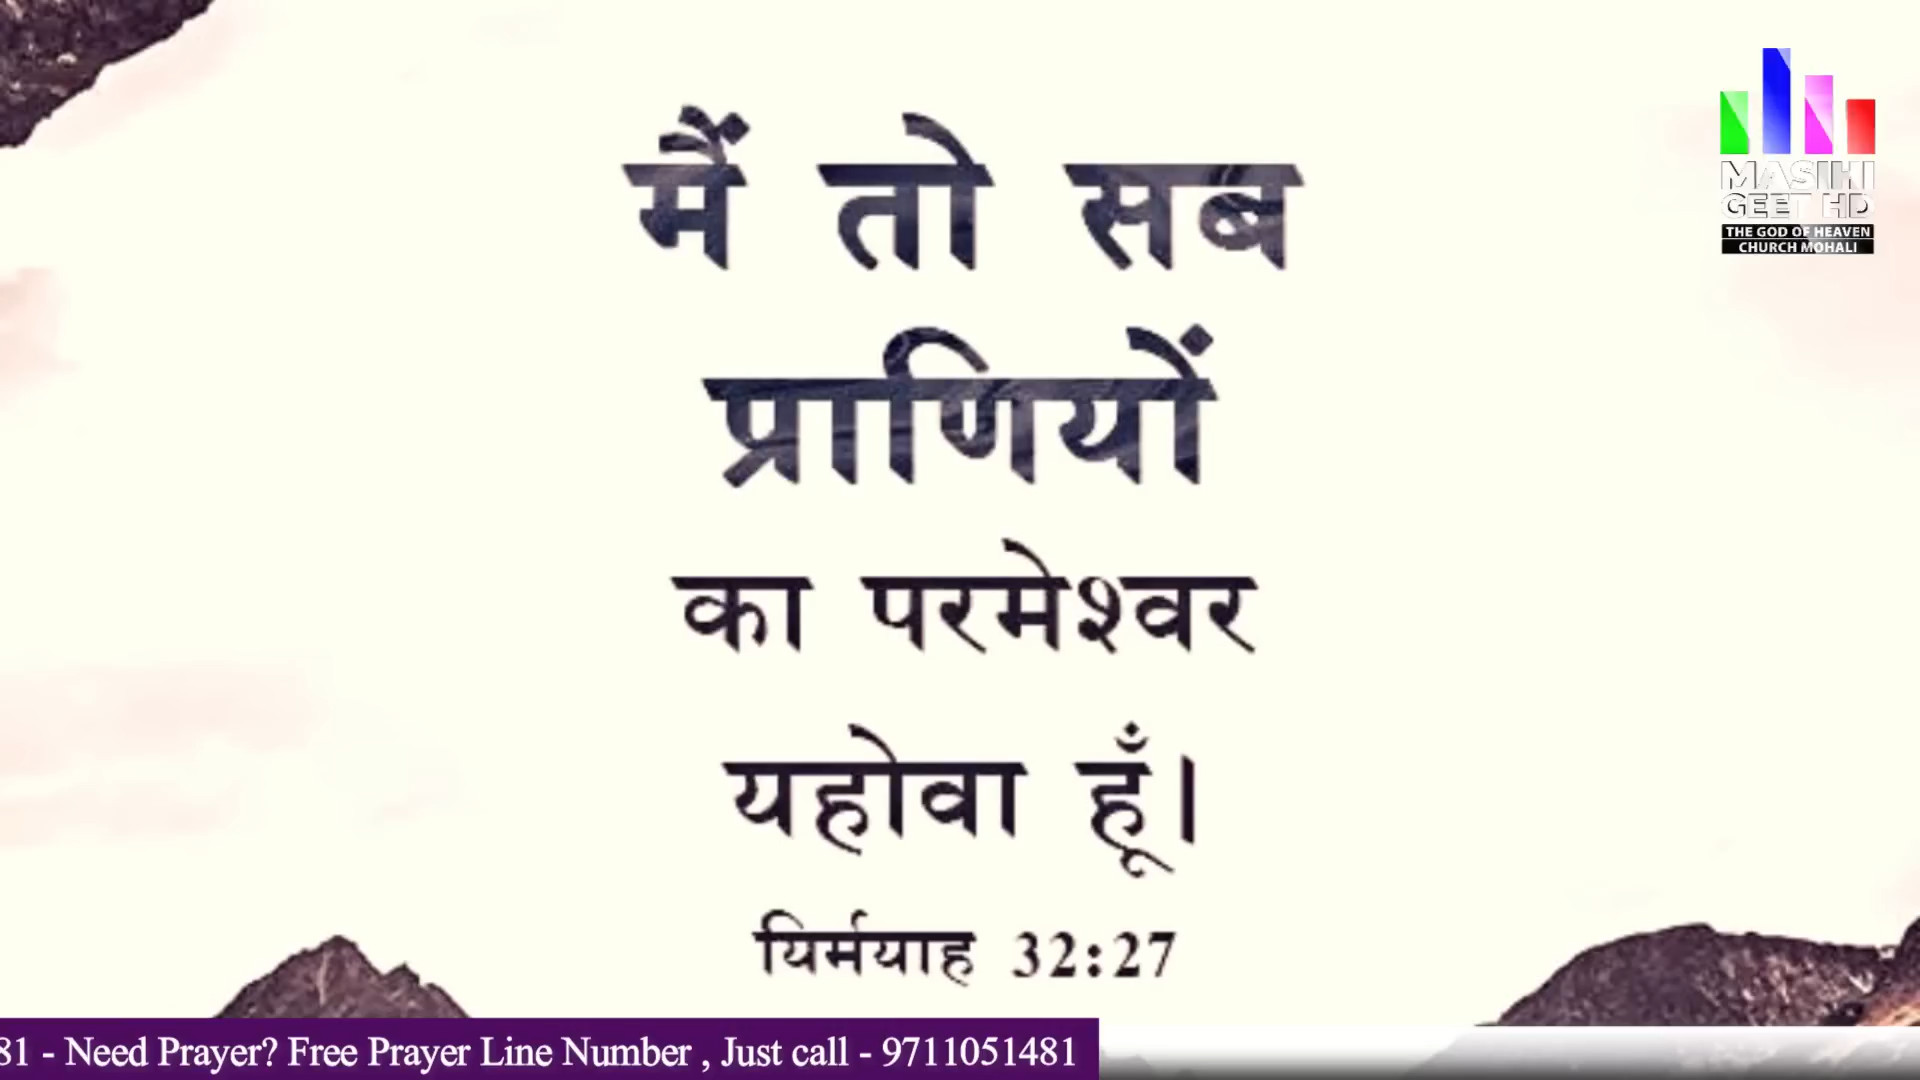 मैं तो सब
प्राणियों
का परमेश्वर
यहोवा हूँ।
यिर्मयाह 32:27
MASIHI
GEET HD
THE GOD OF HEAVEN
CHURCH MOHALI
81 - Need Prayer? Free Prayer Line Number , Just call - 9711051481